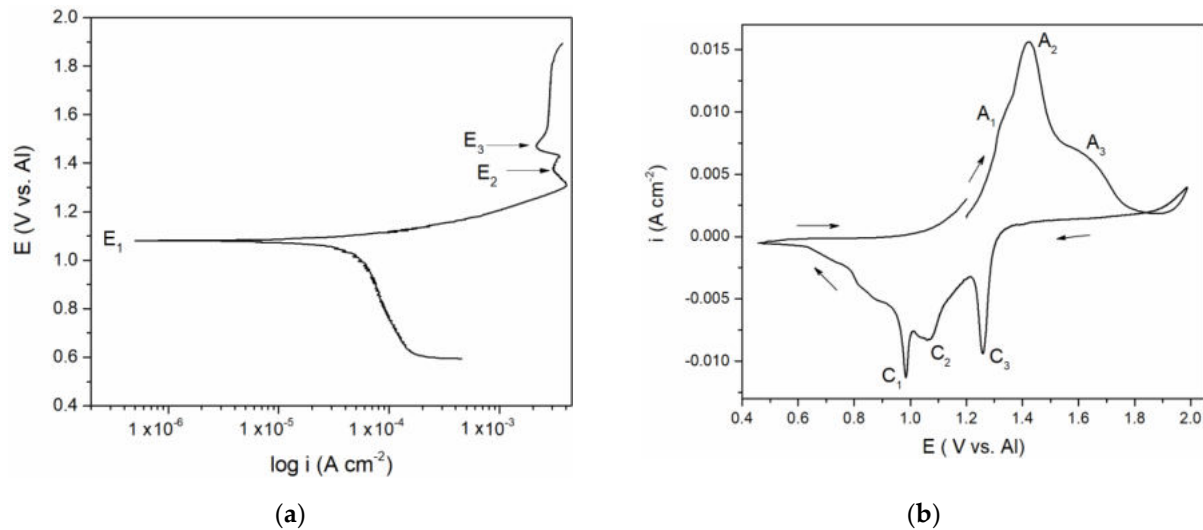 2.0
1.8
1.6
1.4
1.2
1.0
0.8
0.6
0.4
E (V vs. Al)
E₃
E₂
E₁
1 x10⁻⁶ 1 x10⁻⁵ 1 x10⁻⁴ 1 x10⁻³
log i (A cm⁻²)
(a)
0.015
0.010
0.005
0.000
-0.005
-0.010
i (A cm⁻²)
A₂
A₁
A₃
C₁
C₂
C₃
0.4 0.6 0.8 1.0 1.2 1.4 1.6 1.8 2.0
E ( V vs. Al)
(b)